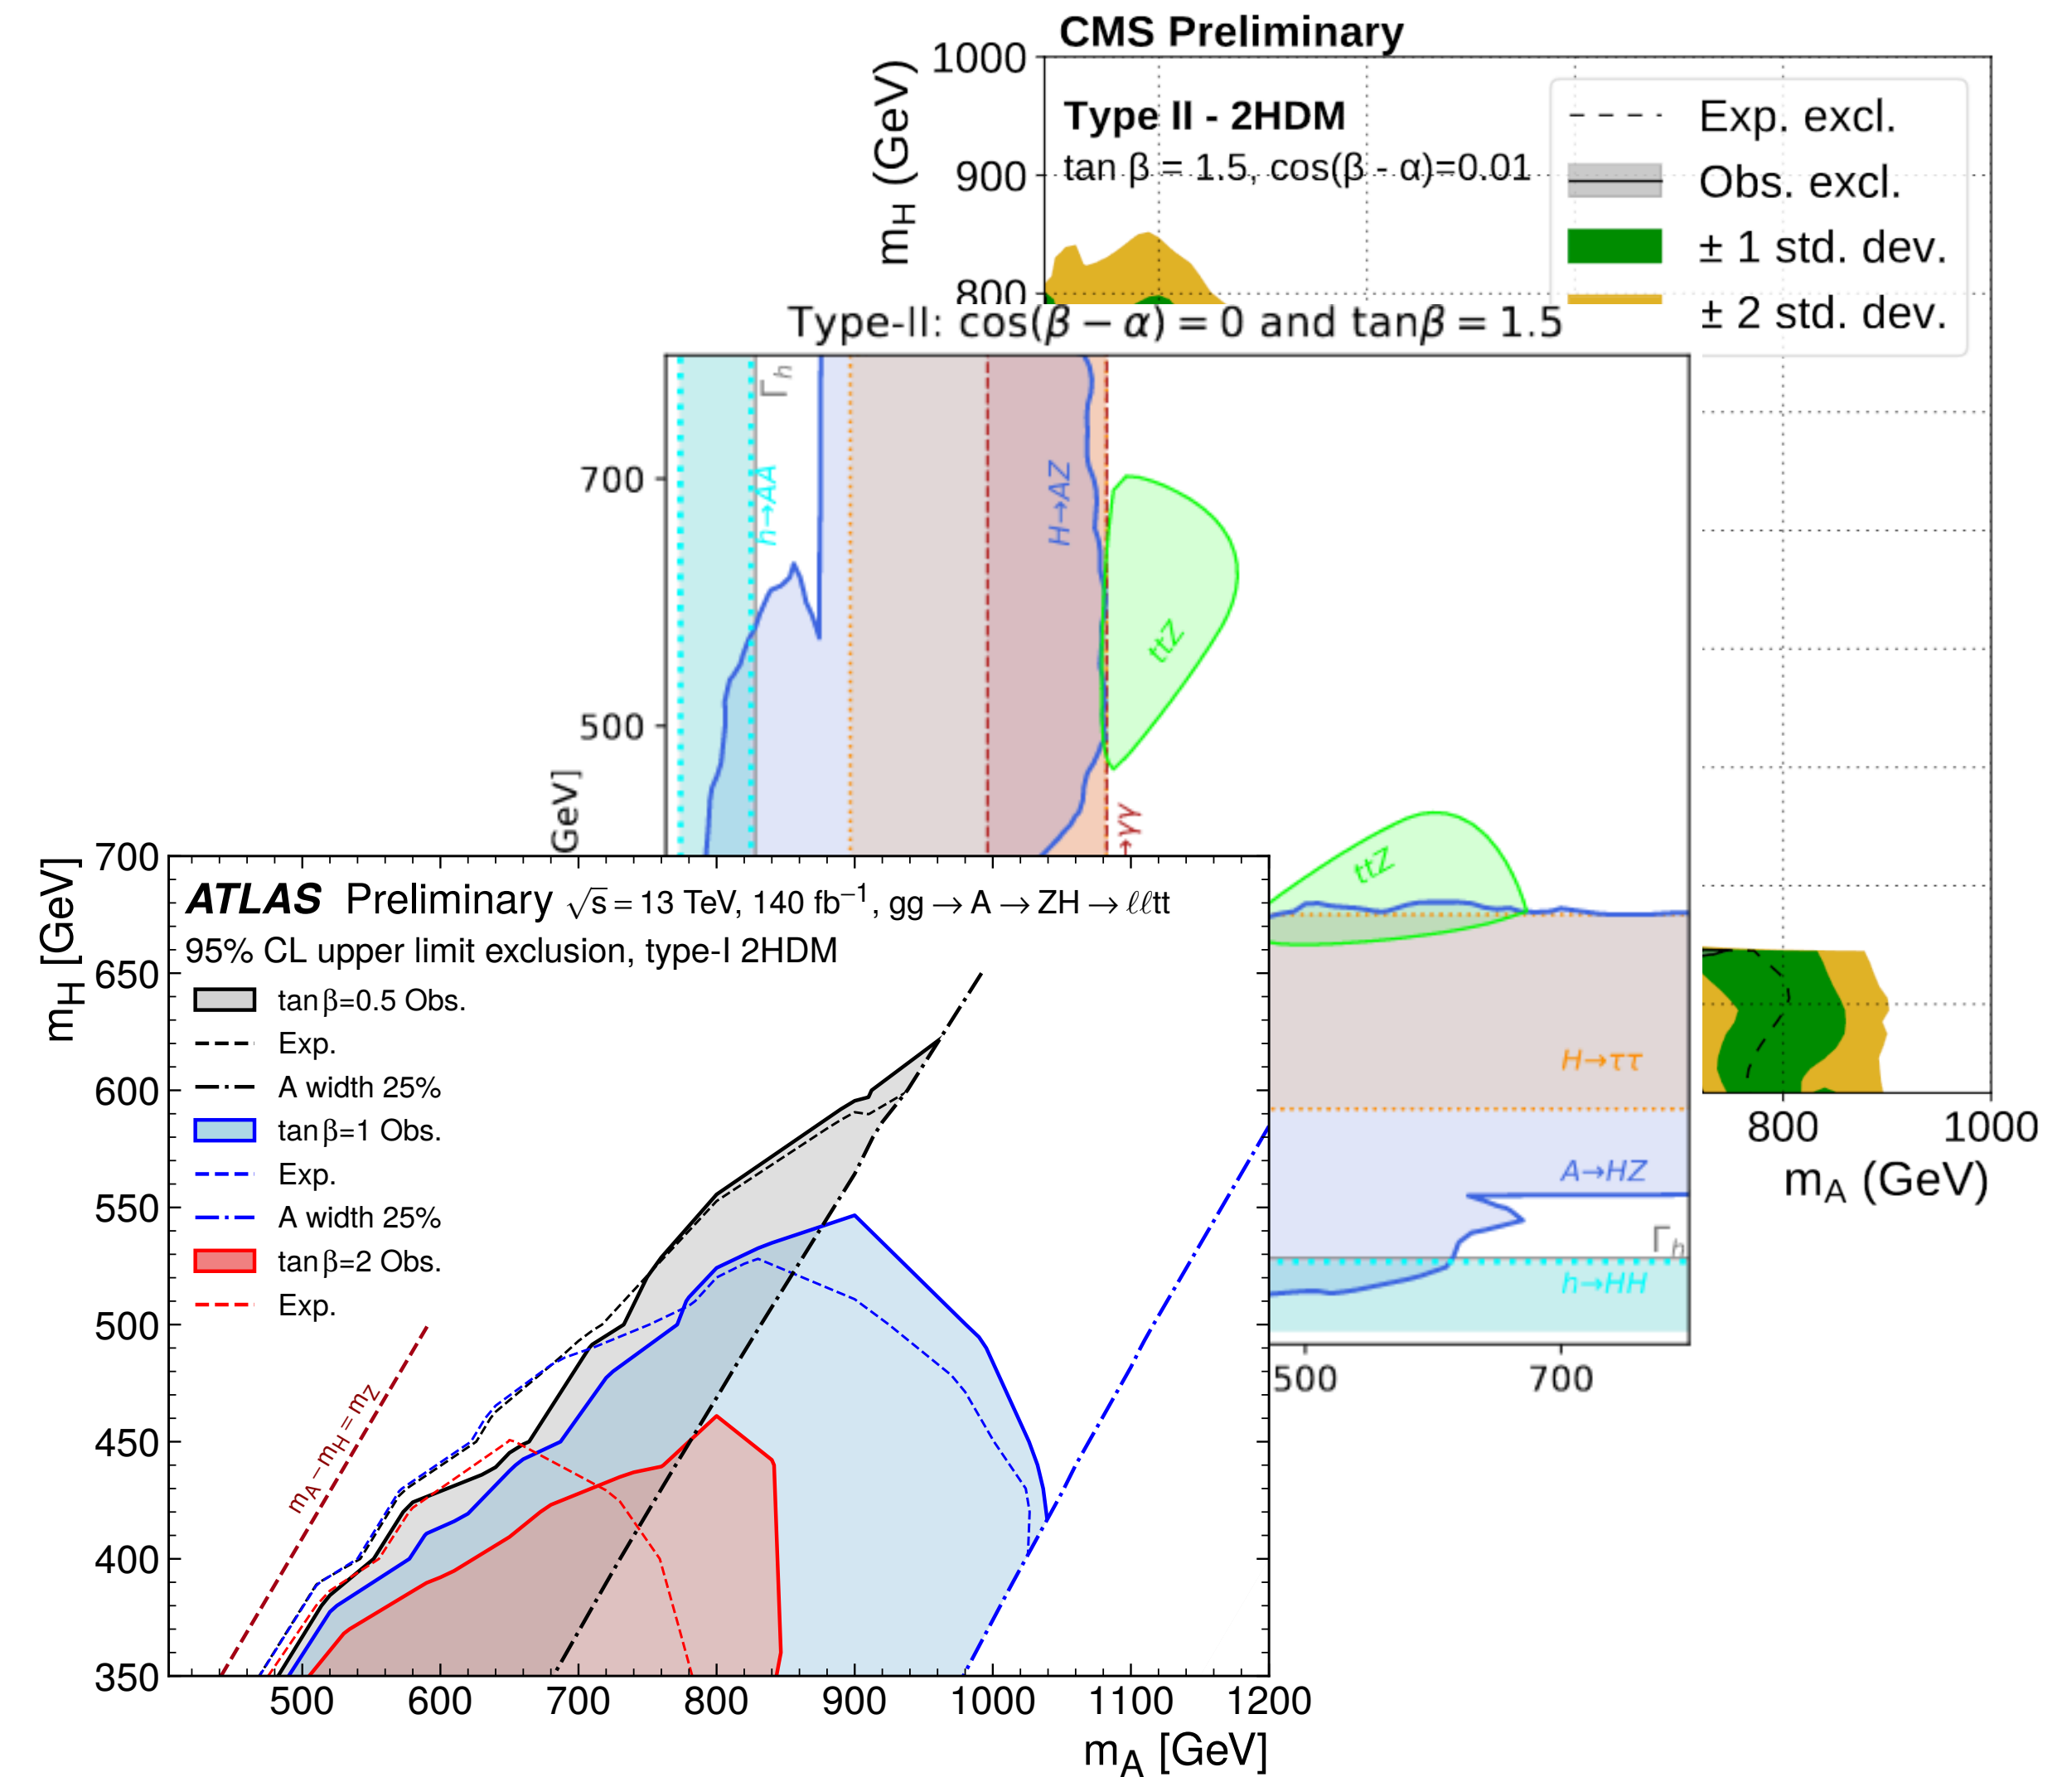 CMS Preliminary
m_H (GeV)
1000
900
800
Type II - 2HDM
tan β = 1.5, cos(β - α)=0.01
Exp. excl.
Obs. excl.
± 1 std. dev.
± 2 std. dev.
800
1000
m_A (GeV)
Type-II: cos(β − α) = 0 and tanβ = 1.5
700
500
GeV]
Γ_h
h→AA
H→AZ
ttZ
→γγ
ttZ
H→ττ
A→HZ
Γ_h
h→HH
500
700
m_H [GeV]
700
650
600
550
500
450
400
350
ATLAS Preliminary √s = 13 TeV, 140 fb⁻¹, gg → A → ZH → ℓℓtt
95% CL upper limit exclusion, type-I 2HDM
tanβ=0.5 Obs.
Exp.
A width 25%
tanβ=1 Obs.
Exp.
A width 25%
tanβ=2 Obs.
Exp.
m_A − m_H = m_Z
500
600
700
800
900
1000
1100
1200
m_A [GeV]